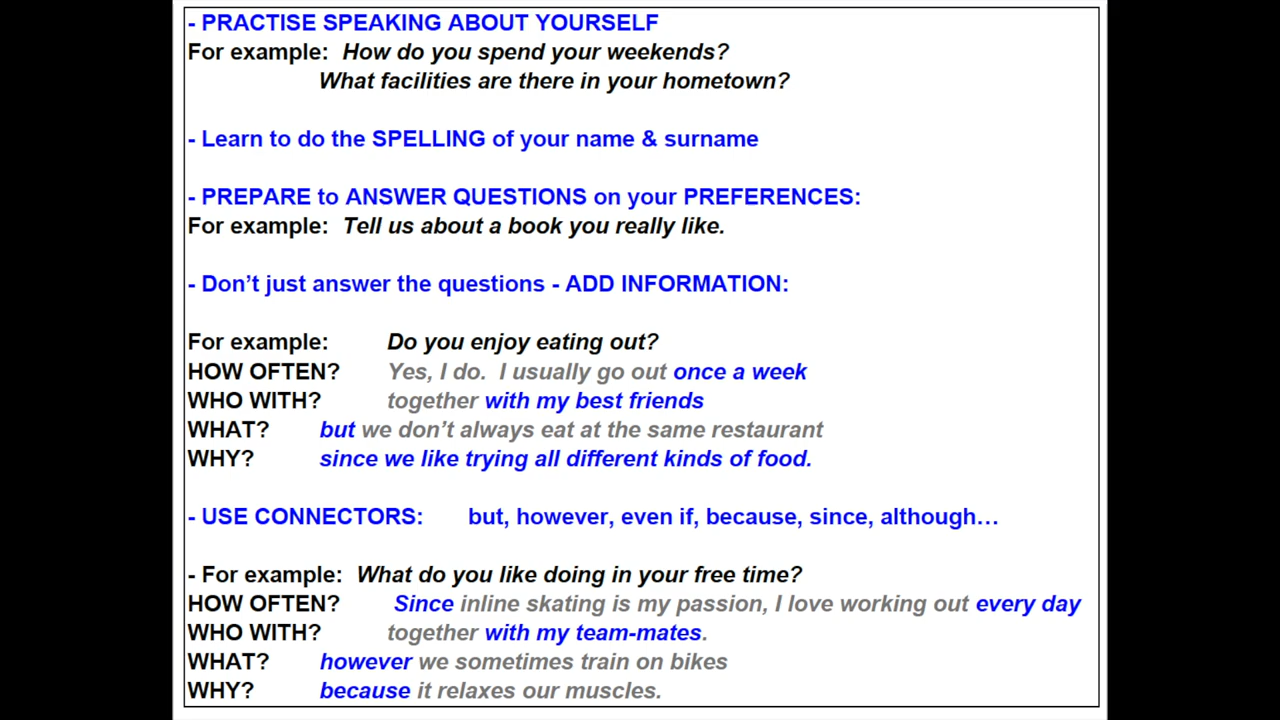 - PRACTISE SPEAKING ABOUT YOURSELF
For example: How do you spend your weekends?
What facilities are there in your hometown?
- Learn to do the SPELLING of your name & surname
- PREPARE to ANSWER QUESTIONS on your PREFERENCES:
For example: Tell us about a book you really like.
- Don’t just answer the questions - ADD INFORMATION:
For example: Do you enjoy eating out?
HOW OFTEN? Yes, I do. I usually go out once a week
WHO WITH? together with my best friends
WHAT? but we don’t always eat at the same restaurant
WHY? since we like trying all different kinds of food.
- USE CONNECTORS: but, however, even if, because, since, although…
- For example: What do you like doing in your free time?
HOW OFTEN? Since inline skating is my passion, I love working out every day
WHO WITH? together with my team-mates.
WHAT? however we sometimes train on bikes
WHY? because it relaxes our muscles.